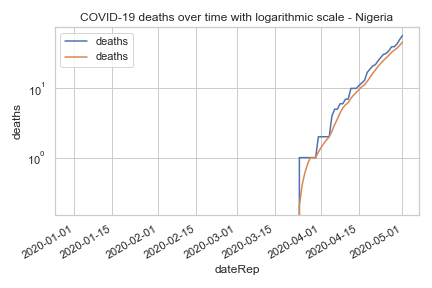 COVID-19 deaths over time with logarithmic scale - Nigeria
deaths
deaths
deaths
10¹
10⁰
2020-01-01
2020-01-15
2020-02-01
2020-02-15
2020-03-01
2020-03-15
2020-04-01
2020-04-15
2020-05-01
dateRep